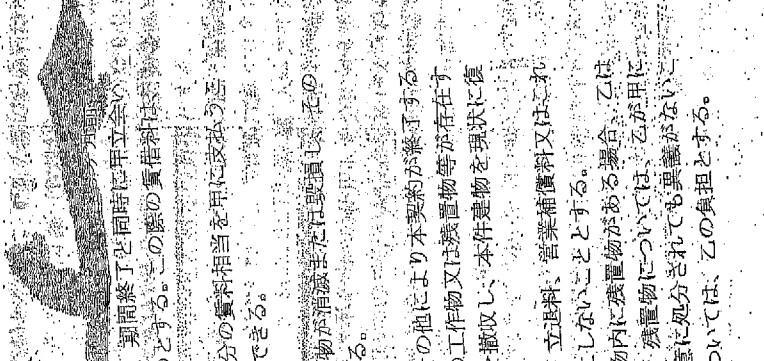 ヶ月前に
期間終了と同時に甲立会い
とする。この際の賃借料は
分の賃料相当を甲に支払う
できる。
物が消滅または毀損し、その
る。
の他により本契約が終了する
の工作物又は残置物等が存在す
撤収し、本件建物を現状に復
立退料、営業補償料又はこれ
しないこととする。
物内に残置物がある場合、乙は
残置物については、乙が甲に
意に処分されても異議がない
ついては、乙の負担とする。